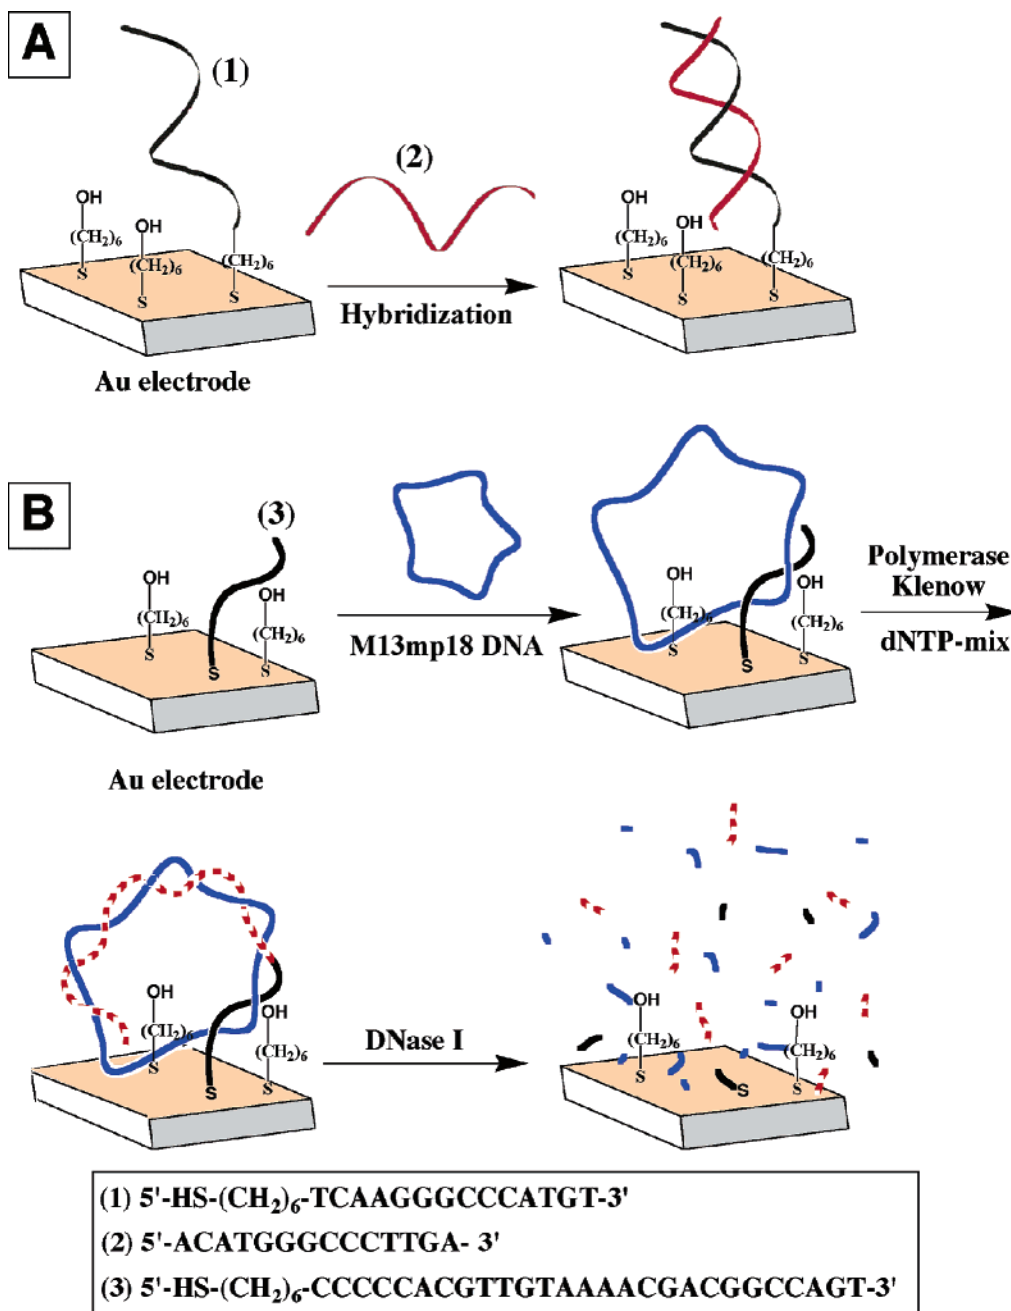 A
(1)
(2)
OH
(CH2)6
S
OH
(CH2)6
S
(CH2)6
S
Hybridization
OH
(CH2)6
S
OH
(CH2)6
S
(CH2)6
S
Au electrode
B
(3)
OH
(CH2)6
S
S
OH
(CH2)6
S
M13mp18 DNA
OH
(CH2)6
S
S
OH
(CH2)6
S
Polymerase
Klenow
dNTP-mix
Au electrode
OH
(CH2)6
S
S
OH
(CH2)6
S
DNase I
OH
(CH2)6
S
S
OH
(CH2)6
S
(1) 5'-HS-(CH2)6-TCAAGGGCCCATGT-3'
(2) 5'-ACATGGGCCCTTGA- 3'
(3) 5'-HS-(CH2)6-CCCCCACGTTGTAAAACGACGGCCAGT-3'